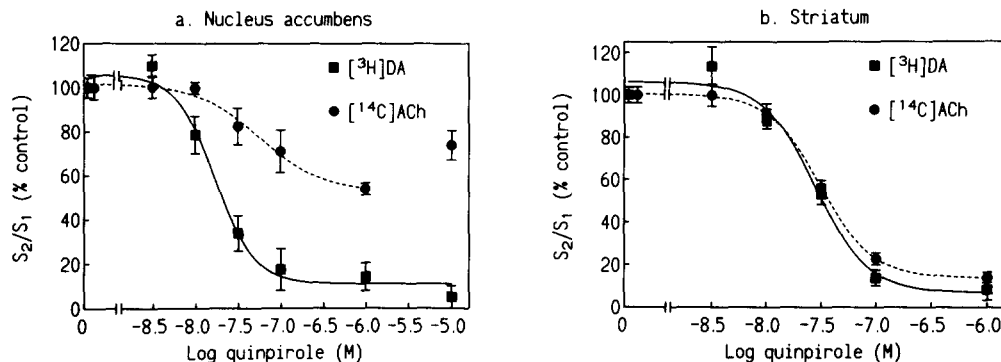 a. Nucleus accumbens
120
100
80
60
40
20
0
S₂/S₁ (% control)
[³H]DA
[¹⁴C]ACh
0 -8.5 -8.0 -7.5 -7.0 -6.5 -6.0 -5.5 -5.0
Log quinpirole (M)
b. Striatum
120
100
80
60
40
20
0
S₂/S₁ (% control)
[³H]DA
[¹⁴C]ACh
0 -8.5 -8.0 -7.5 -7.0 -6.5 -6.0
Log quinpirole (M)